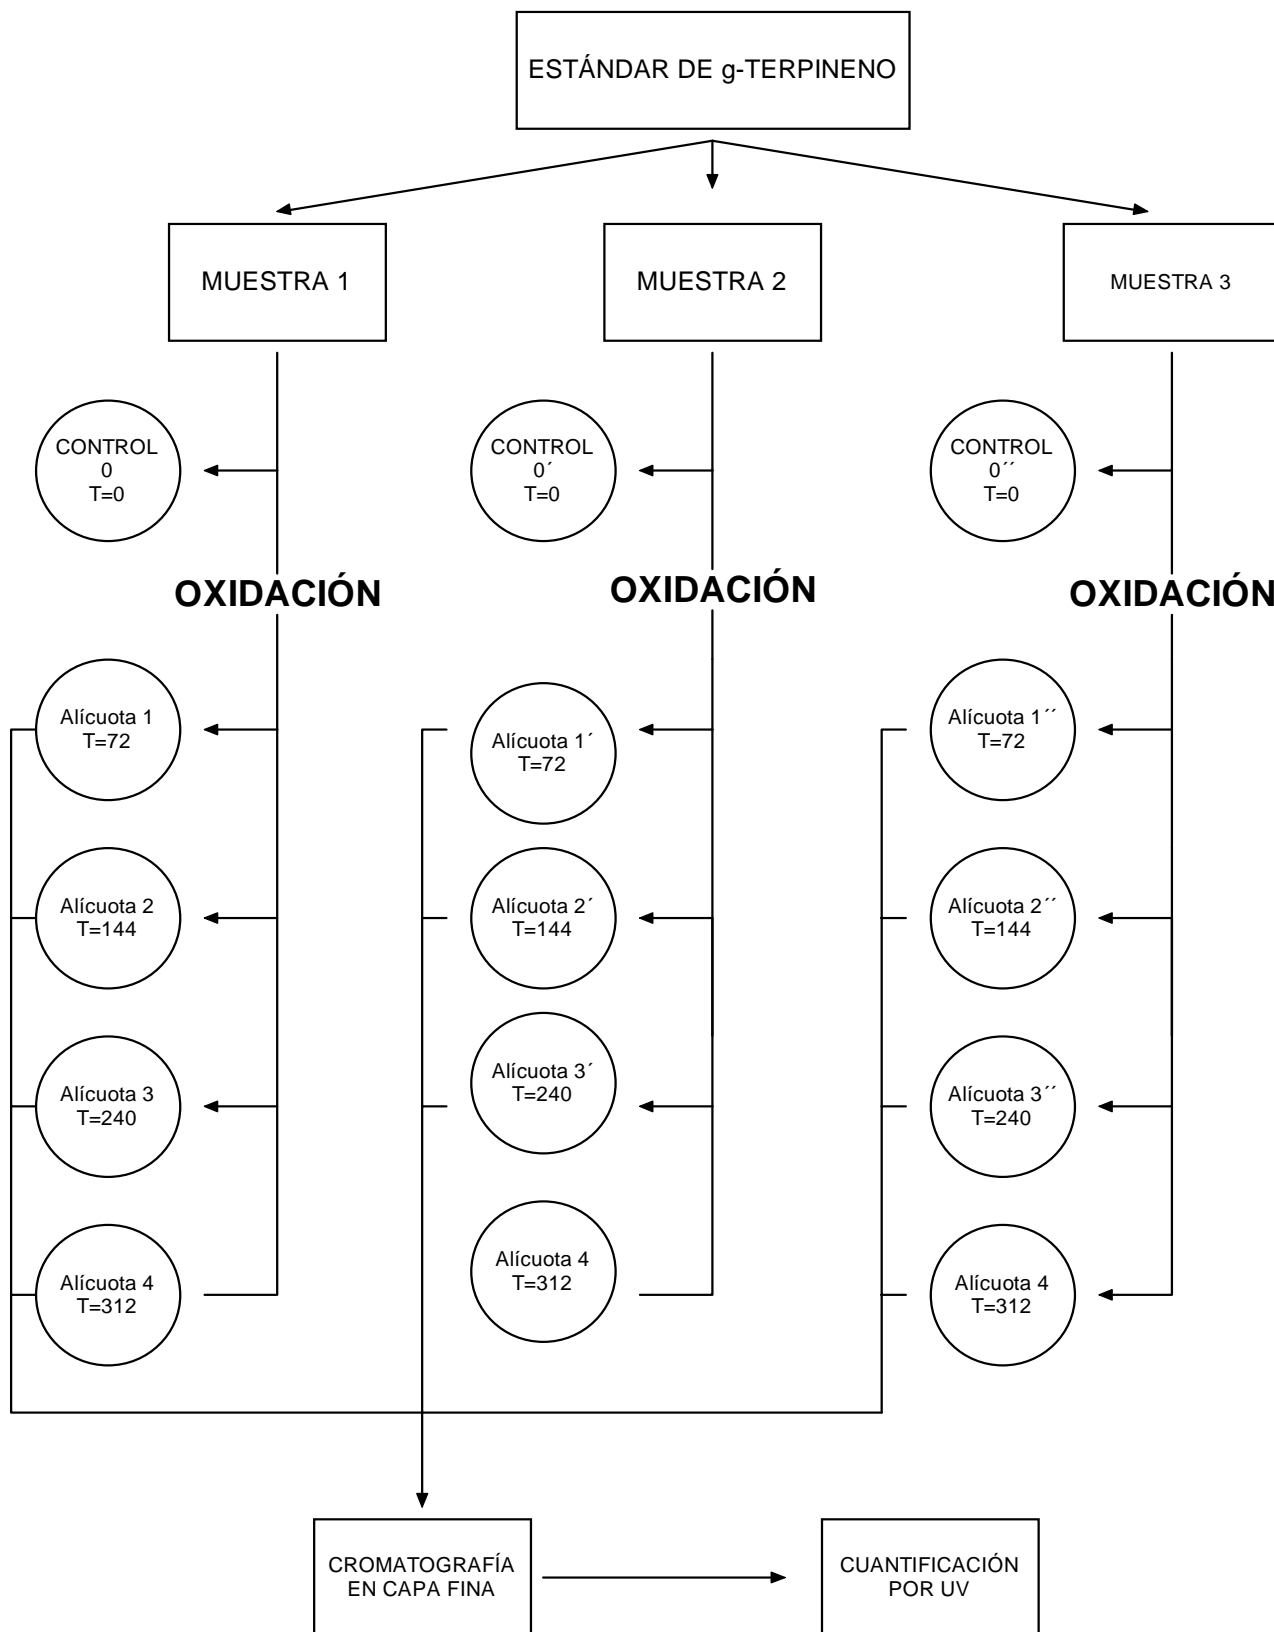 ESTÁNDAR DE g-TERPINENO
MUESTRA 1
MUESTRA 2
MUESTRA 3
CONTROL
0
T=0
CONTROL
0´
T=0
CONTROL
0´´
T=0
OXIDACIÓN
OXIDACIÓN
OXIDACIÓN
Alícuota 1
T=72
Alícuota 1´
T=72
Alícuota 1´´
T=72
Alícuota 2
T=144
Alícuota 2´
T=144
Alícuota 2´´
T=144
Alícuota 3
T=240
Alícuota 3´
T=240
Alícuota 3´´
T=240
Alícuota 4
T=312
Alícuota 4
T=312
Alícuota 4
T=312
CROMATOGRAFÍA
EN CAPA FINA
CUANTIFICACIÓN
POR UV